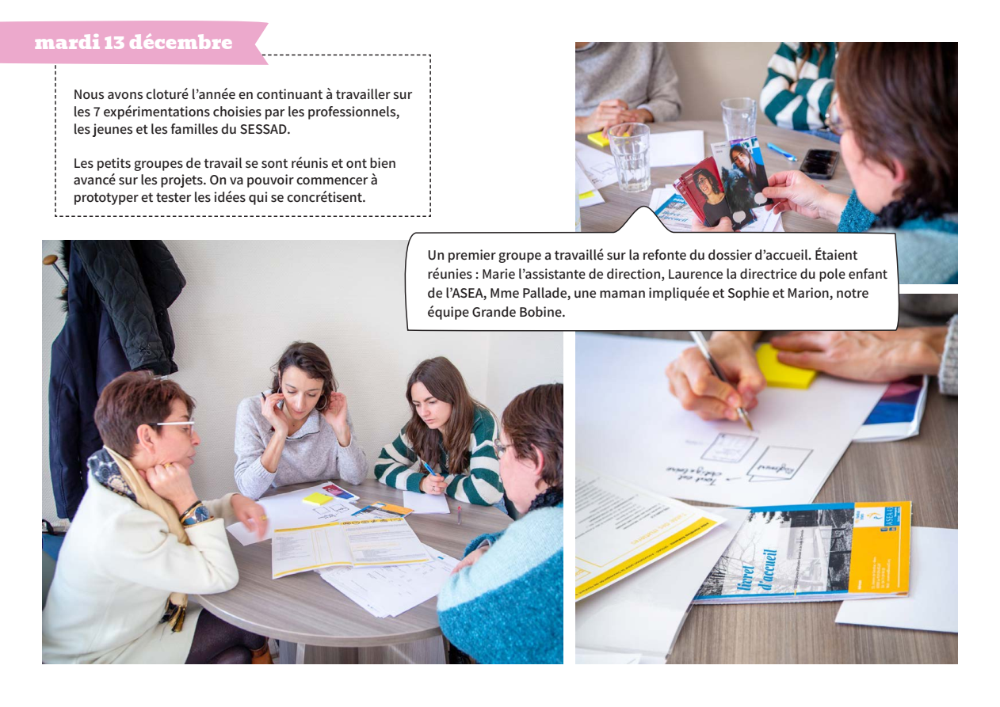 mardi 13 décembre
Nous avons cloturé l’année en continuant à travailler sur
les 7 expérimentations choisies par les professionnels,
les jeunes et les familles du SESSAD.
Les petits groupes de travail se sont réunis et ont bien
avancé sur les projets. On va pouvoir commencer à
prototyper et tester les idées qui se concrétisent.
Un premier groupe a travaillé sur la refonte du dossier d’accueil. Étaient
réunies : Marie l’assistante de direction, Laurence la directrice du pole enfant
de l’ASEA, Mme Pallade, une maman impliquée et Sophie et Marion, notre
équipe Grande Bobine.
Règlement
Tout est
livret
d'accueil
ASEA